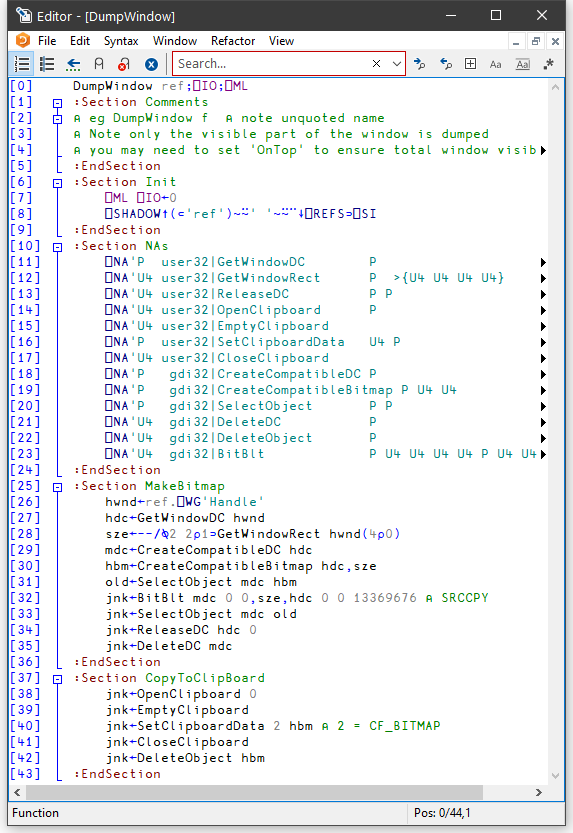 Editor - [DumpWindow]
File Edit Syntax Window Refactor View
Search...
[0] DumpWindow ref;⎕IO;⎕ML
[1] :Section Comments
[2] ⍝ eg DumpWindow f  ⍝ note unquoted name
[3] ⍝ Note only the visible part of the window is dumped
[4] ⍝ you may need to set 'OnTop' to ensure total window visib
[5] :EndSection
[6] :Section Init
[7] ⎕ML ⎕IO←0
[8] ⎕SHADOW↑(⊂'ref')~⍨' '~⍨¨↓⎕REFS⊃⎕SI
[9] :EndSection
[10] :Section NAs
[11] ⎕NA'P  user32|GetWindowDC        P
[12] ⎕NA'U4 user32|GetWindowRect      P  >{U4 U4 U4 U4}
[13] ⎕NA'U4 user32|ReleaseDC          P P
[14] ⎕NA'U4 user32|OpenClipboard      P
[15] ⎕NA'U4 user32|EmptyClipboard
[16] ⎕NA'P  user32|SetClipboardData   U4 P
[17] ⎕NA'U4 user32|CloseClipboard
[18] ⎕NA'P   gdi32|CreateCompatibleDC P
[19] ⎕NA'P   gdi32|CreateCompatibleBitmap P U4 U4
[20] ⎕NA'P   gdi32|SelectObject       P P
[21] ⎕NA'U4  gdi32|DeleteDC           P
[22] ⎕NA'U4  gdi32|DeleteObject       P
[23] ⎕NA'U4  gdi32|BitBlt             P U4 U4 U4 U4 P U4 U4
[24] :EndSection
[25] :Section MakeBitmap
[26] hwnd←ref.⎕WG'Handle'
[27] hdc←GetWindowDC hwnd
[28] sze←--/⍉2 2⍴1⊃GetWindowRect hwnd(4⍴0)
[29] mdc←CreateCompatibleDC hdc
[30] hbm←CreateCompatibleBitmap hdc,sze
[31] old←SelectObject mdc hbm
[32] jnk←BitBlt mdc 0 0,sze,hdc 0 0 13369676 ⍝ SRCCPY
[33] jnk←SelectObject mdc old
[34] jnk←ReleaseDC hdc 0
[35] jnk←DeleteDC mdc
[36] :EndSection
[37] :Section CopyToClipBoard
[38] jnk←OpenClipboard 0
[39] jnk←EmptyClipboard
[40] jnk←SetClipboardData 2 hbm ⍝ 2 = CF_BITMAP
[41] jnk←CloseClipboard
[42] jnk←DeleteObject hbm
[43] :EndSection
Function Pos: 0/44,1